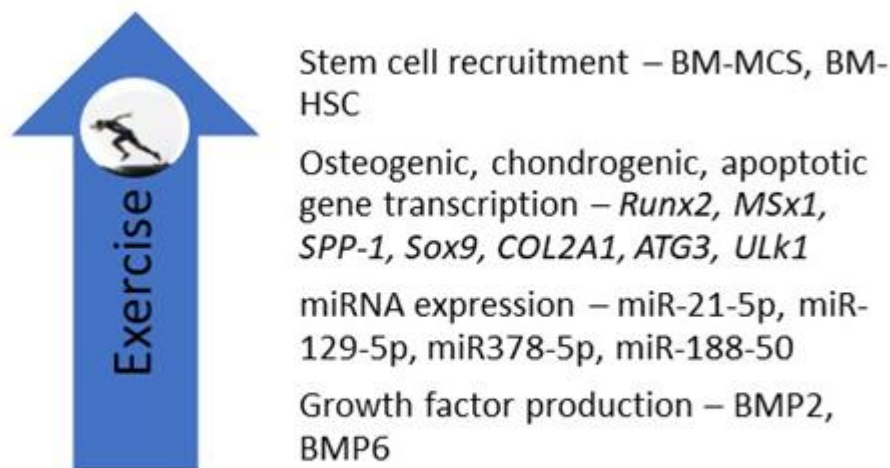 Exercise
Stem cell recruitment – BM-MCS, BM-
HSC
Osteogenic, chondrogenic, apoptotic
gene transcription – Runx2, MSx1,
SPP-1, Sox9, COL2A1, ATG3, ULk1
miRNA expression – miR-21-5p, miR-
129-5p, miR378-5p, miR-188-50
Growth factor production – BMP2,
BMP6